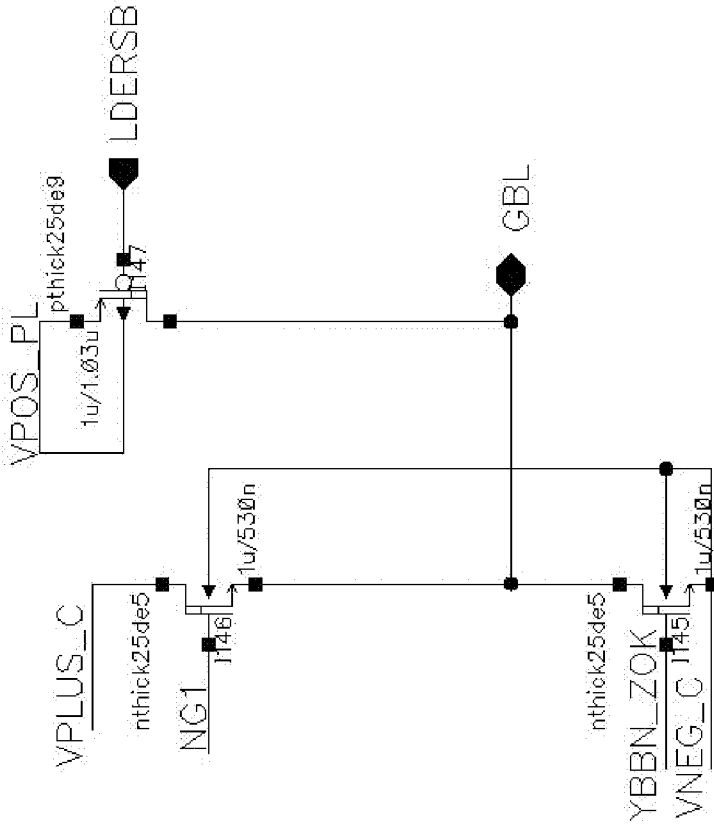 LDERSB
pthick25de9
I147
VPOS_PL
1u/1.03u
GBL
VPLUS_C
nthick25de5
1u/530n
I146
NG1
1u/530n
nthick25de5
I145
YBBN_ZOK
VNEG_C